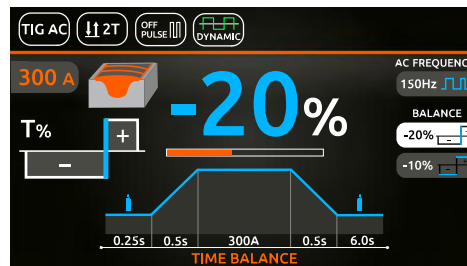 TIG AC
2T
OFF
PULSE
DYNAMIC
300 A
-20%
T%
+
-
AC FREQUENC
150Hz
BALANCE
-20%
-10%
0.25s 0.5s 300A 0.5s 6.0s
TIME BALANCE